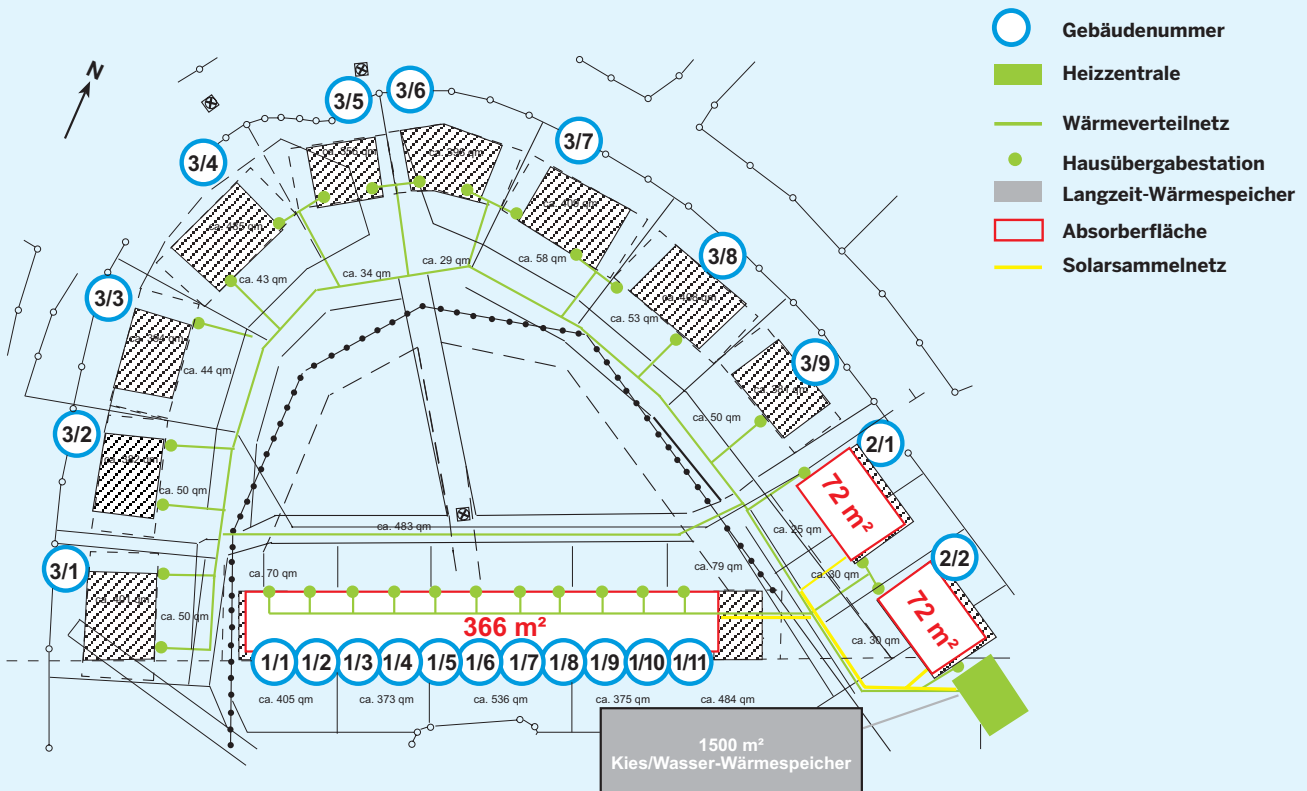 N
3/1
3/2
3/3
3/4
3/5
3/6
3/7
3/8
3/9
2/1
2/2
ca. 485 qm
ca. 43 qm
ca. 34 qm
ca. 29 qm
ca. 58 qm
ca. 53 qm
ca. 50 qm
ca. 44 qm
ca. 50 qm
ca. 50 qm
ca. 483 qm
ca. 70 qm
ca. 79 qm
ca. 25 qm
ca. 30 qm
ca. 30 qm
72 m²
72 m²
366 m²
1/1 1/2 1/3 1/4 1/5 1/6 1/7 1/8 1/9 1/10 1/11
ca. 405 qm ca. 373 qm ca. 536 qm ca. 375 qm ca. 484 qm
1500 m²
Kies/Wasser-Wärmespeicher
Gebäudenummer
Heizzentrale
Wärmeverteilnetz
Hausübergabestation
Langzeit-Wärmespeicher
Absorberfläche
Solarsammelnetz